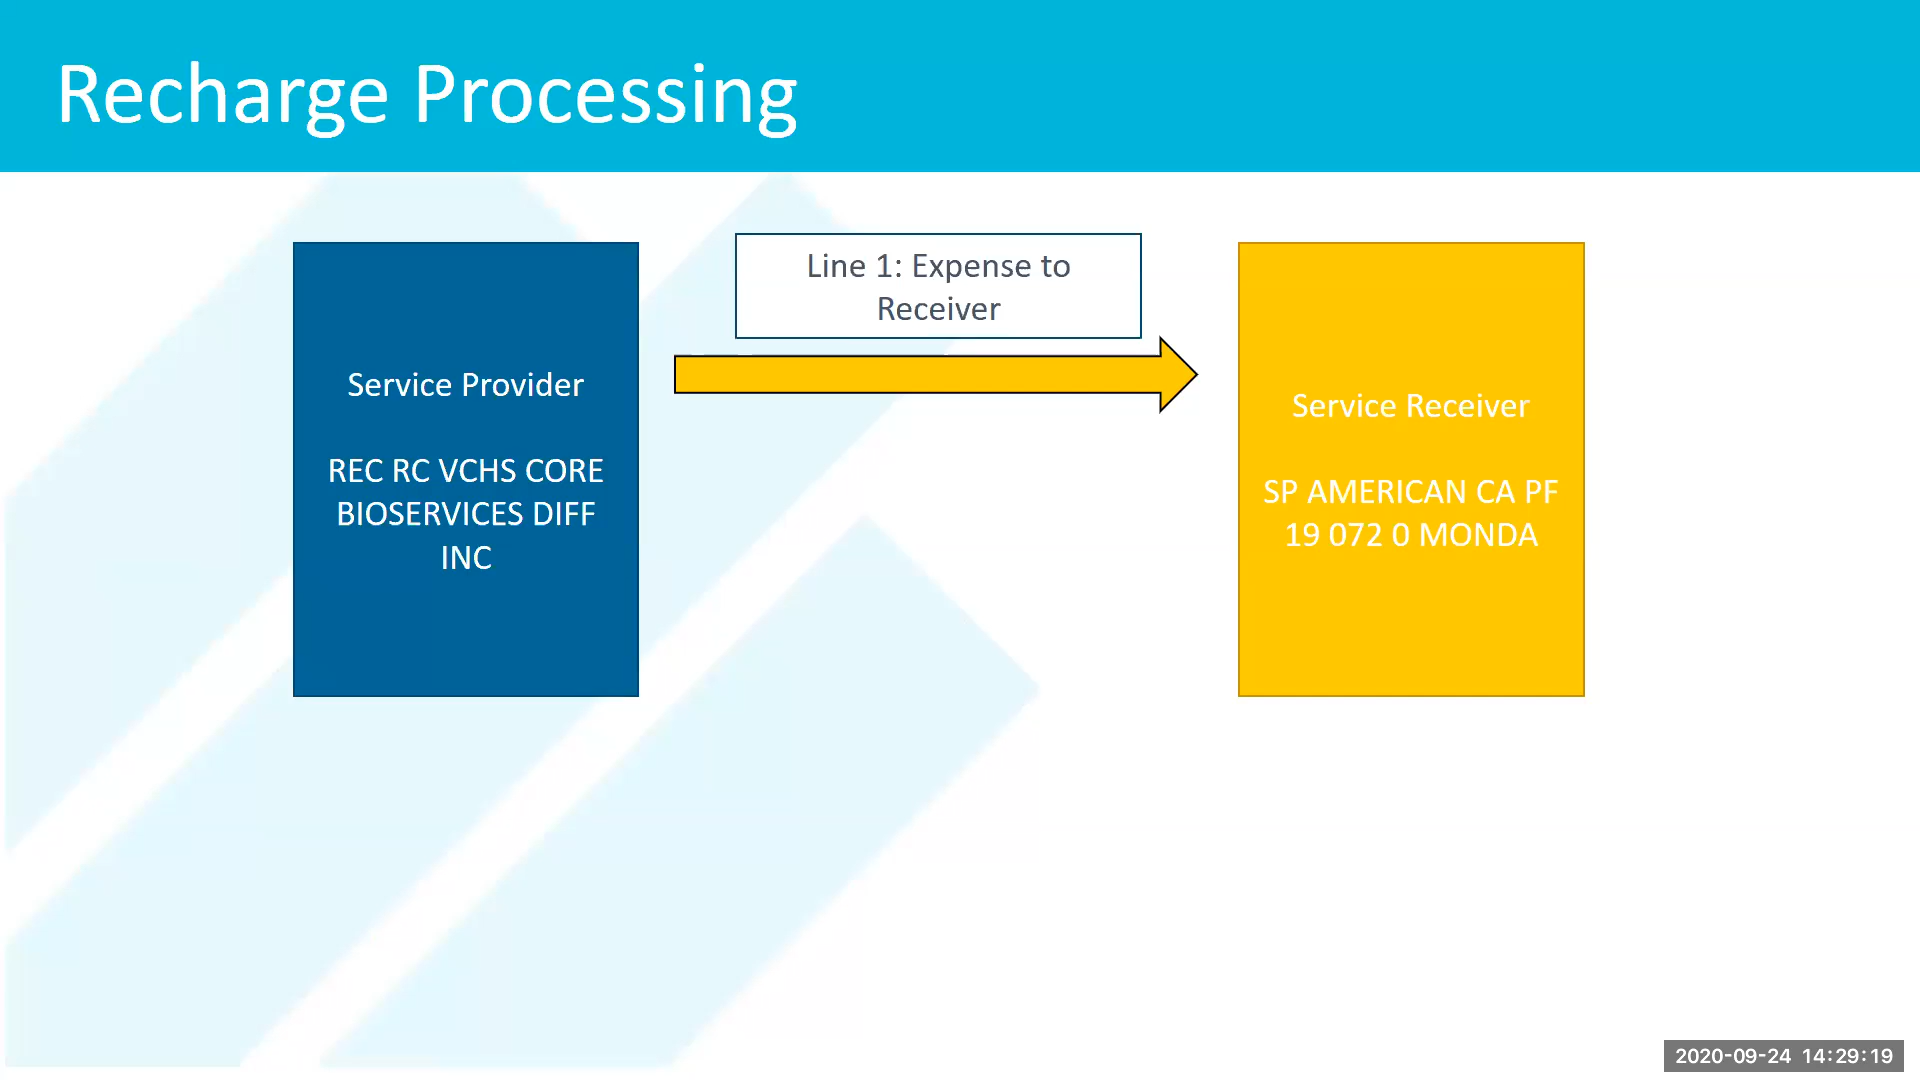 Recharge Processing
Line 1: Expense to
Receiver
Service Provider
REC RC VCHS CORE
BIOSERVICES DIFF
INC
Service Receiver
SP AMERICAN CA PF
19 072 0 MONDA
2020-09-24 14:29:19